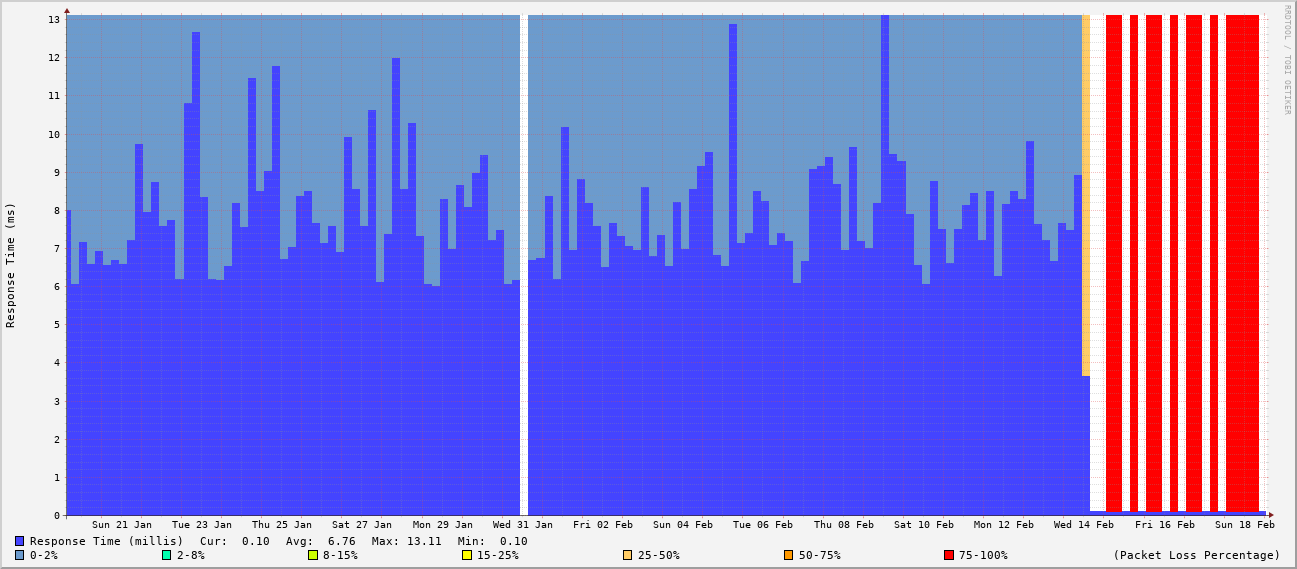 RRDTOOL / TOBI OETIKER
Response Time (ms)
13
12
11
10
9
8
7
6
5
4
3
2
1
0
Sun 21 Jan Tue 23 Jan Thu 25 Jan Sat 27 Jan Mon 29 Jan Wed 31 Jan Fri 02 Feb Sun 04 Feb Tue 06 Feb Thu 08 Feb Sat 10 Feb Mon 12 Feb Wed 14 Feb Fri 16 Feb Sun 18 Feb
Response Time (millis) Cur: 0.10 Avg: 6.76 Max: 13.11 Min: 0.10
0-2% 2-8% 8-15% 15-25% 25-50% 50-75% 75-100% (Packet Loss Percentage)